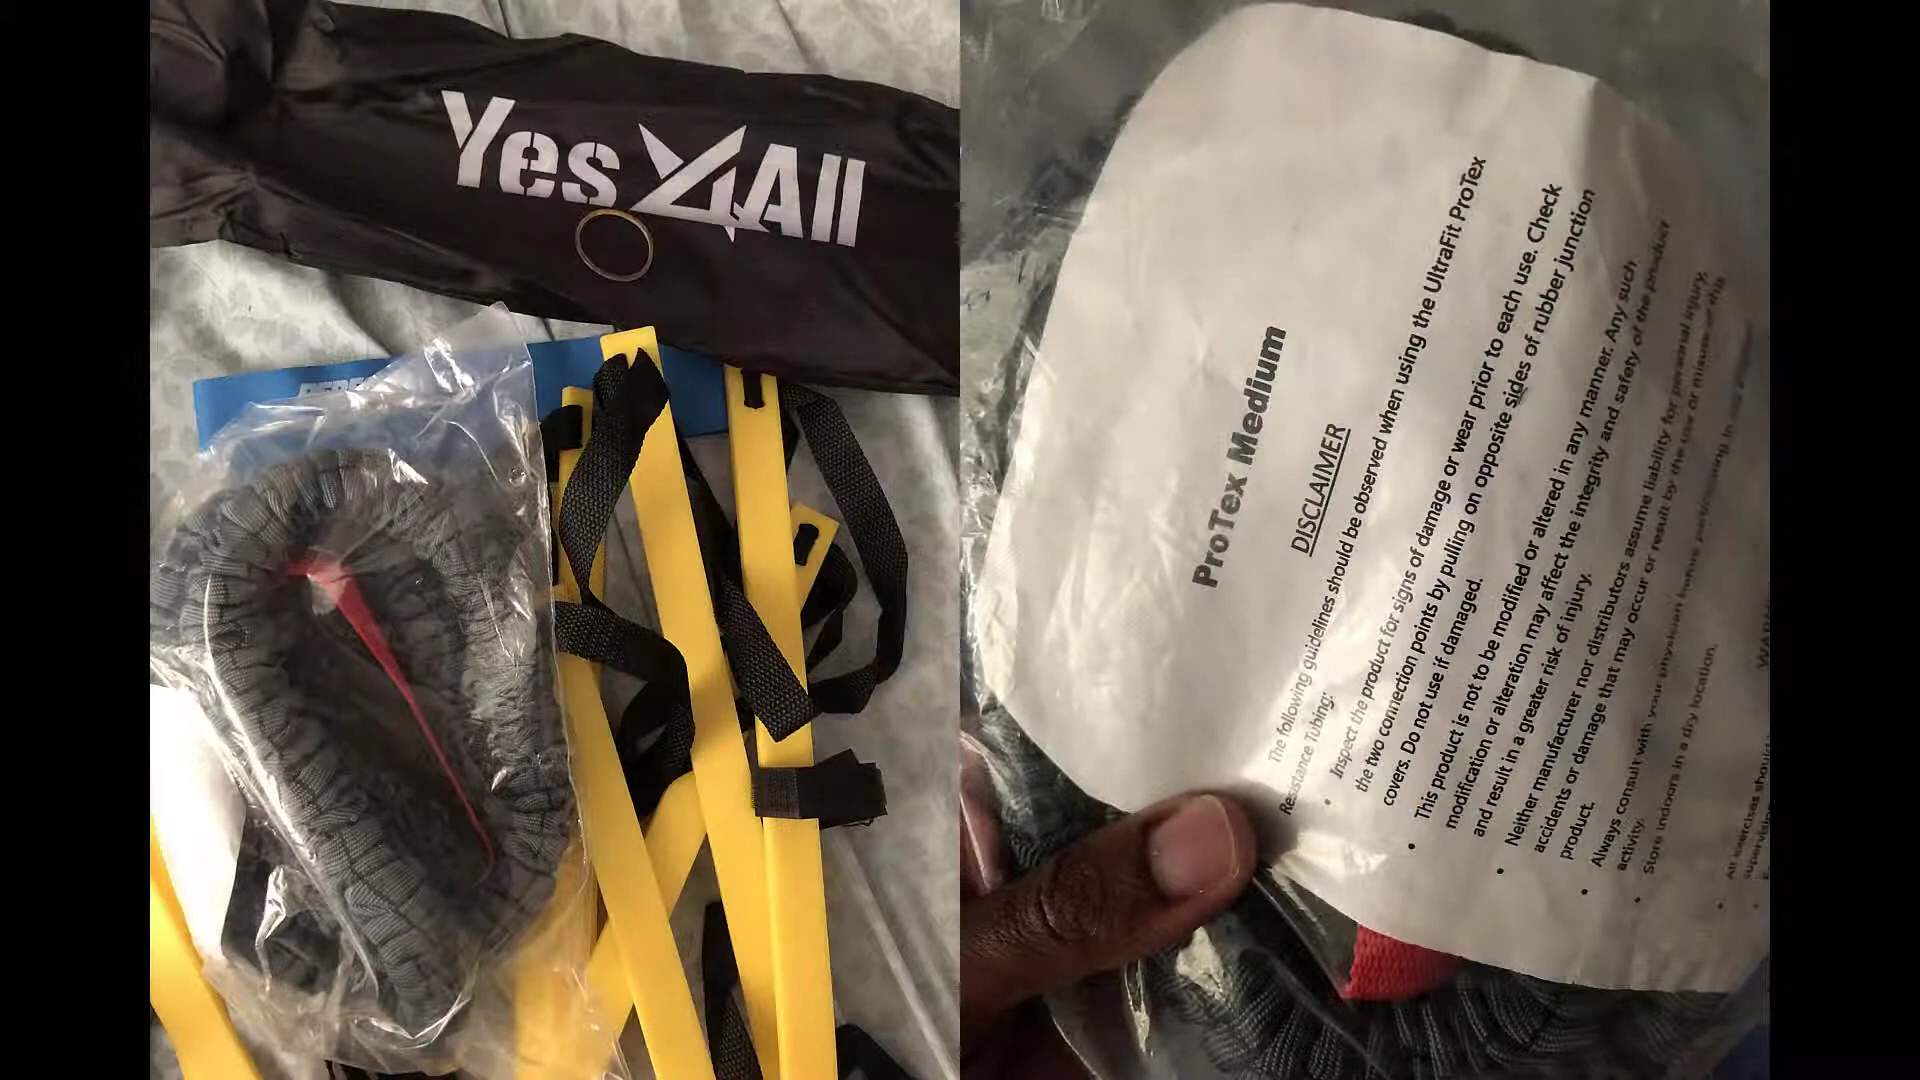 Yes4All
ProTex Medium
DISCLAIMER
The following guidelines should be observed when using the UltraFit ProTex
Resistance Tubing:
• Inspect the product for signs of damage or wear prior to each use. Check
the two connection points by pulling on opposite sides of rubber junction
covers. Do not use if damaged.
• This product is not to be modified or altered in any manner. Any such
modification or alteration may affect the integrity and safety of the product
and result in a greater risk of injury.
• Neither manufacturer nor distributors assume liability for personal injury,
accidents or damage that may occur or result by the use or misuse of this
product.
• Always consult with your physician before participating in
activity.
• Store indoors in a dry location.
• All exercises should